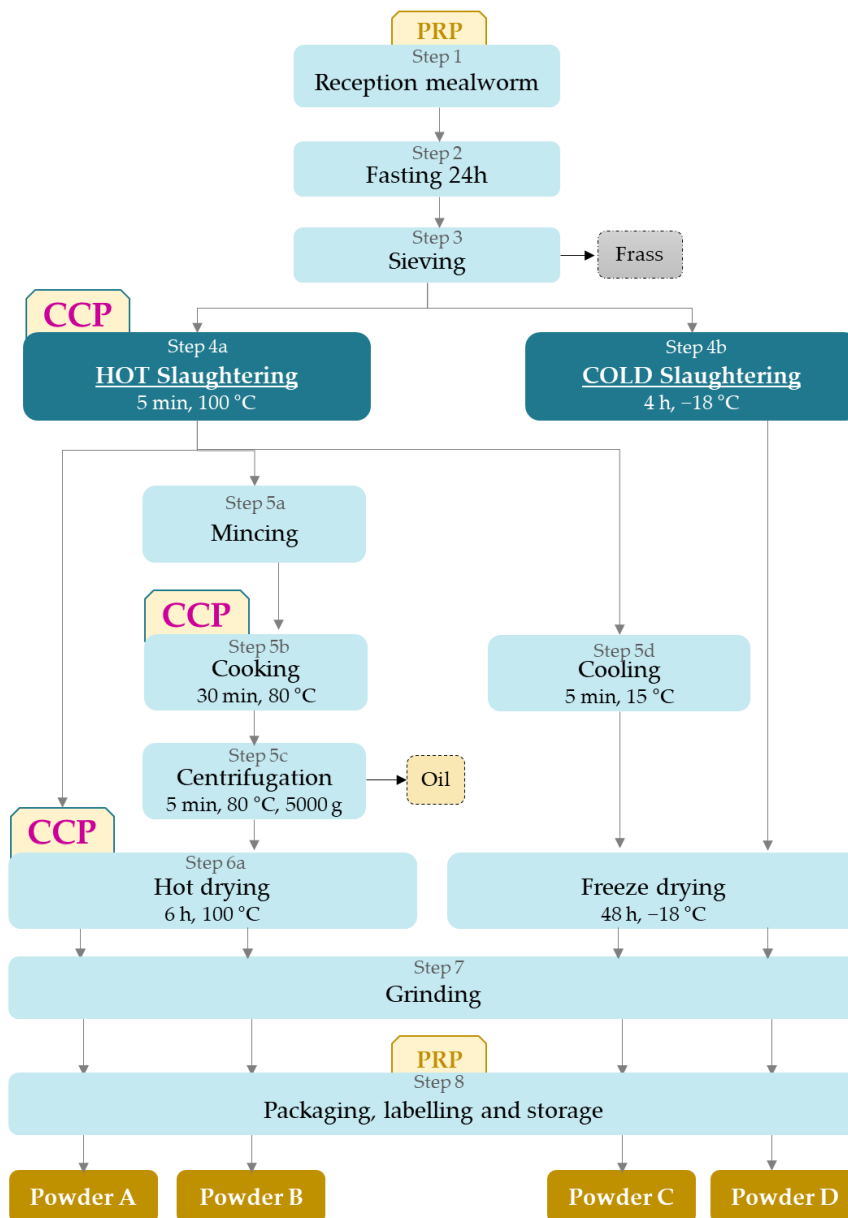 PRP
Step 1
Reception mealworm
Step 2
Fasting 24h
Step 3
Sieving
Frass
CCP
Step 4a
HOT Slaughtering
5 min, 100 °C
Step 4b
COLD Slaughtering
4 h, −18 °C
Step 5a
Mincing
CCP
Step 5b
Cooking
30 min, 80 °C
Step 5d
Cooling
5 min, 15 °C
Step 5c
Centrifugation
5 min, 80 °C, 5000 g
Oil
CCP
Step 6a
Hot drying
6 h, 100 °C
Freeze drying
48 h, −18 °C
Step 7
Grinding
PRP
Step 8
Packaging, labelling and storage
Powder A
Powder B
Powder C
Powder D